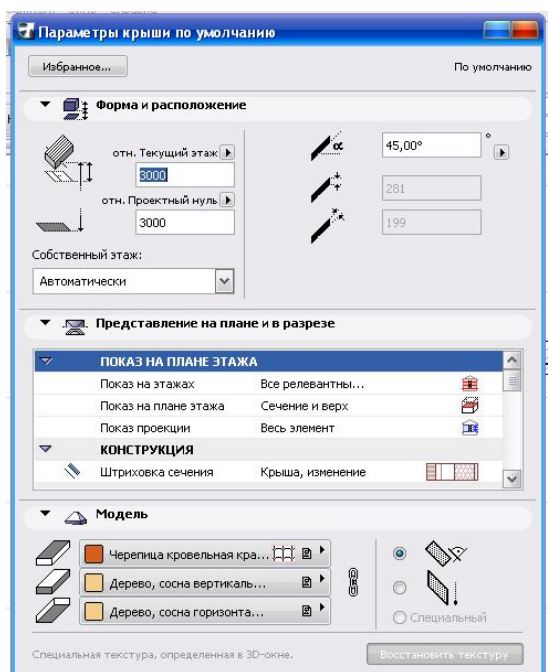 Параметры крыши по умолчанию
Избранное...
По умолчанию
Форма и расположение
отн. Текущий этаж
3000
отн. Проектный нуль
3000
Собственный этаж:
Автоматически
α
45,00°
°
281
199
Представление на плане и в разрезе
ПОКАЗ НА ПЛАНЕ ЭТАЖА
Показ на этажах Все релевантны...
Показ на плане этажа Сечение и верх
Показ проекции Весь элемент
КОНСТРУКЦИЯ
Штриховка сечения Крыша, изменение
Модель
Черепица кровельная кра...
Дерево, сосна вертикаль...
Дерево, сосна горизонта...
Специальный
Специальная текстура, определенная в 3D-окне.
Восстановить текстуру